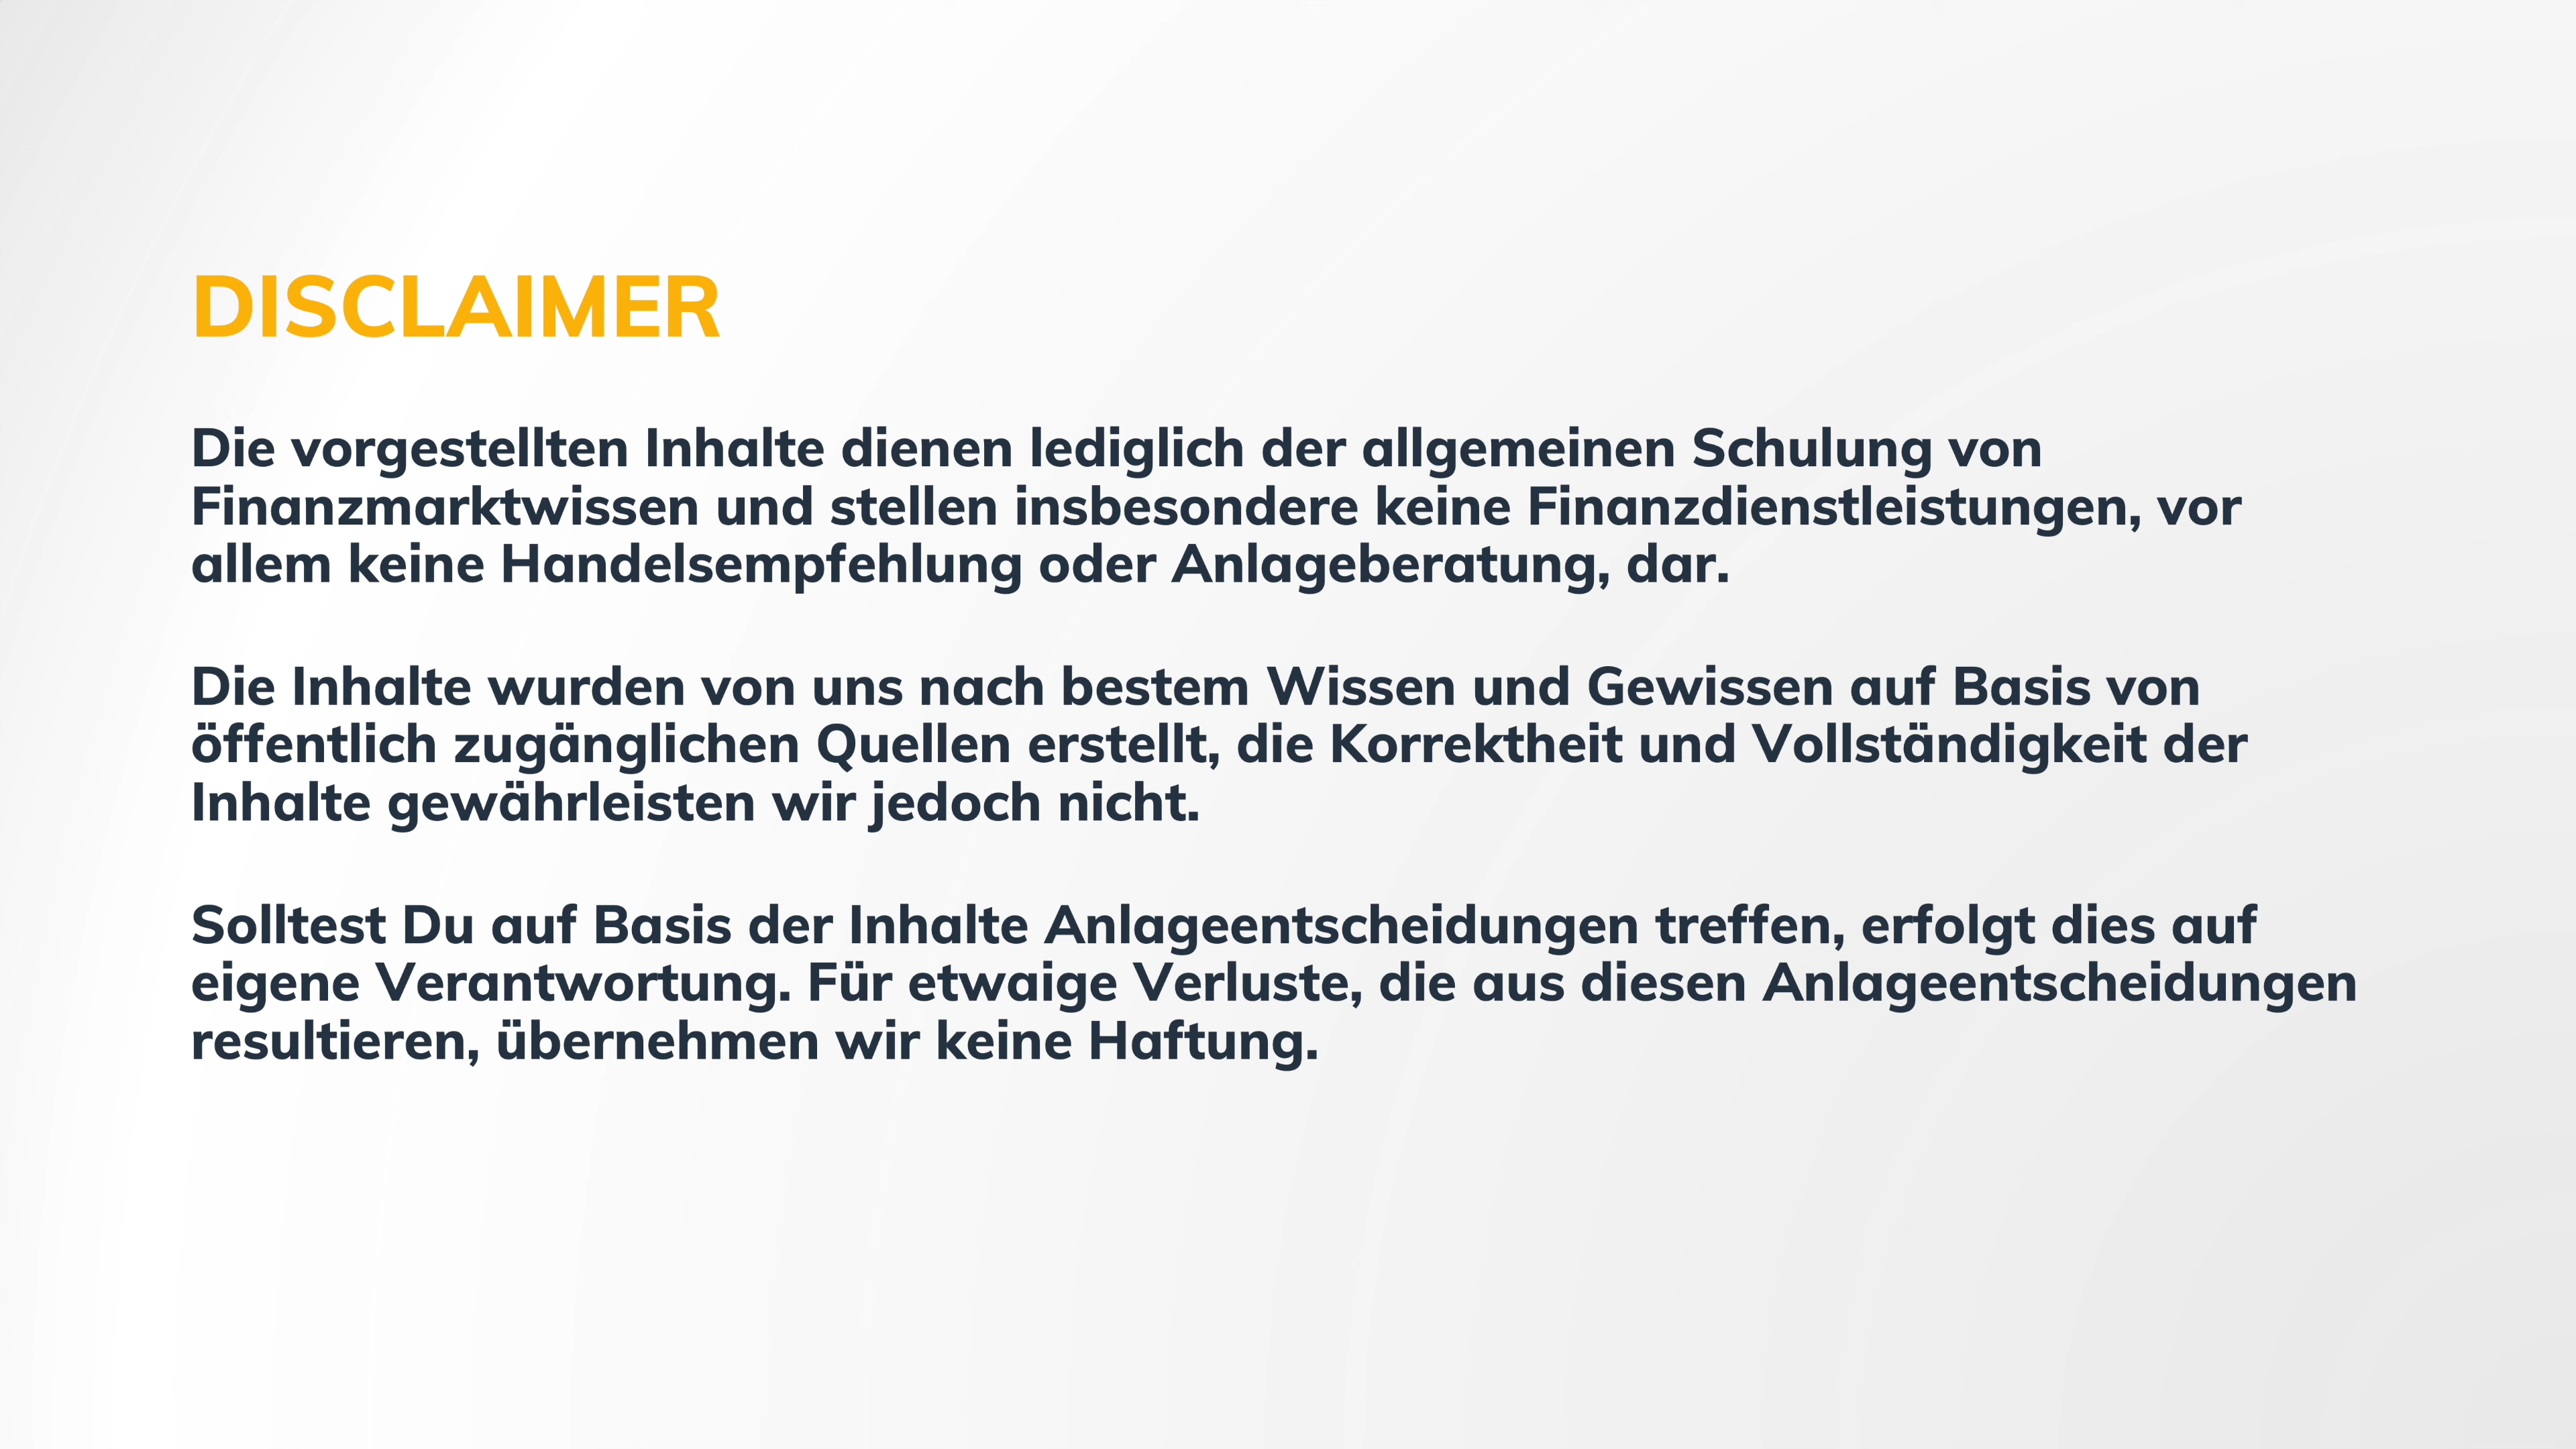 DISCLAIMER
Die vorgestellten Inhalte dienen lediglich der allgemeinen Schulung von
Finanzmarktwissen und stellen insbesondere keine Finanzdienstleistungen, vor
allem keine Handelsempfehlung oder Anlageberatung, dar.
Die Inhalte wurden von uns nach bestem Wissen und Gewissen auf Basis von
öffentlich zugänglichen Quellen erstellt, die Korrektheit und Vollständigkeit der
Inhalte gewährleisten wir jedoch nicht.
Solltest Du auf Basis der Inhalte Anlageentscheidungen treffen, erfolgt dies auf
eigene Verantwortung. Für etwaige Verluste, die aus diesen Anlageentscheidungen
resultieren, übernehmen wir keine Haftung.